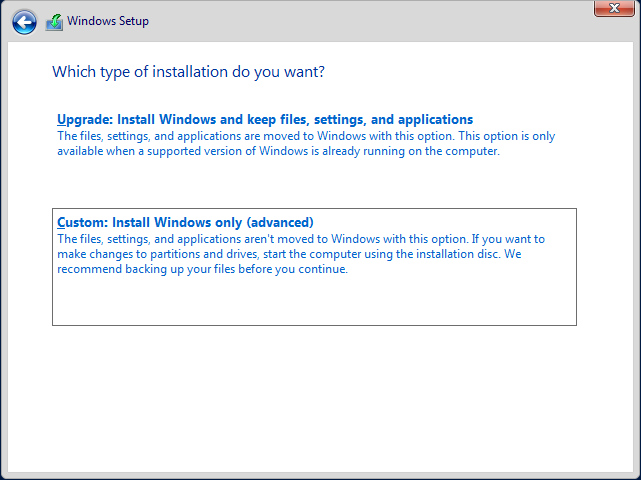 Windows Setup
Which type of installation do you want?
Upgrade: Install Windows and keep files, settings, and applications
The files, settings, and applications are moved to Windows with this option. This option is only
available when a supported version of Windows is already running on the computer.
Custom: Install Windows only (advanced)
The files, settings, and applications aren't moved to Windows with this option. If you want to
make changes to partitions and drives, start the computer using the installation disc. We
recommend backing up your files before you continue.